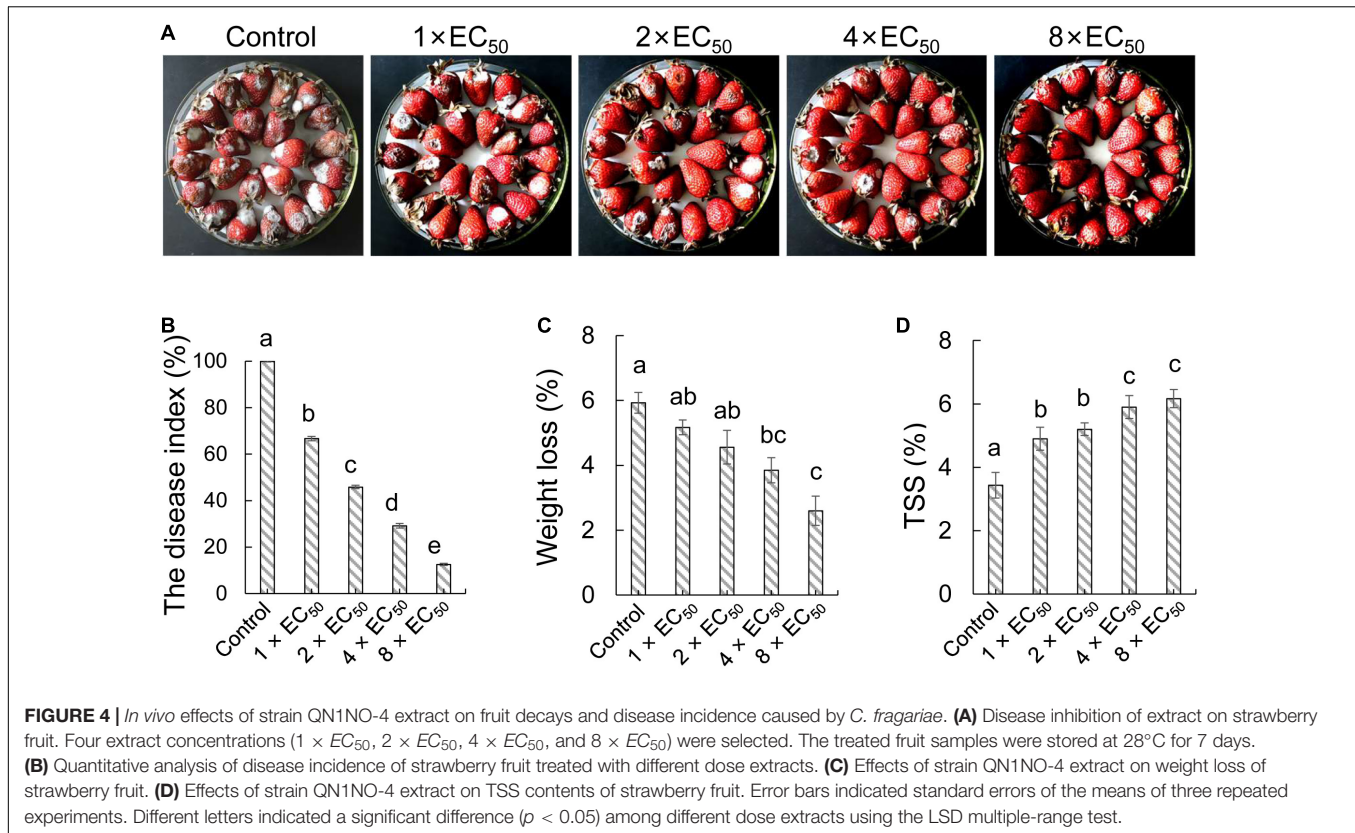 A
Control 1×EC50 2×EC50 4×EC50 8×EC50
B
The disease index (%)
100
80
60
40
20
0
a
b
c
d
e
Control
1 × EC50
2 × EC50
4 × EC50
8 × EC50
C
Weight loss (%)
8
6
4
2
0
a
ab
ab
bc
c
Control
1 × EC50
2 × EC50
4 × EC50
8 × EC50
D
TSS (%)
8
6
4
2
0
a
b
b
c
c
Control
1 × EC50
2 × EC50
4 × EC50
8 × EC50
FIGURE 4 | In vivo effects of strain QN1NO-4 extract on fruit decays and disease incidence caused by C. fragariae. (A) Disease inhibition of extract on strawberry
fruit. Four extract concentrations (1 × EC50, 2 × EC50, 4 × EC50, and 8 × EC50) were selected. The treated fruit samples were stored at 28°C for 7 days.
(B) Quantitative analysis of disease incidence of strawberry fruit treated with different dose extracts. (C) Effects of strain QN1NO-4 extract on weight loss of
strawberry fruit. (D) Effects of strain QN1NO-4 extract on TSS contents of strawberry fruit. Error bars indicated standard errors of the means of three repeated
experiments. Different letters indicated a significant difference (p < 0.05) among different dose extracts using the LSD multiple-range test.